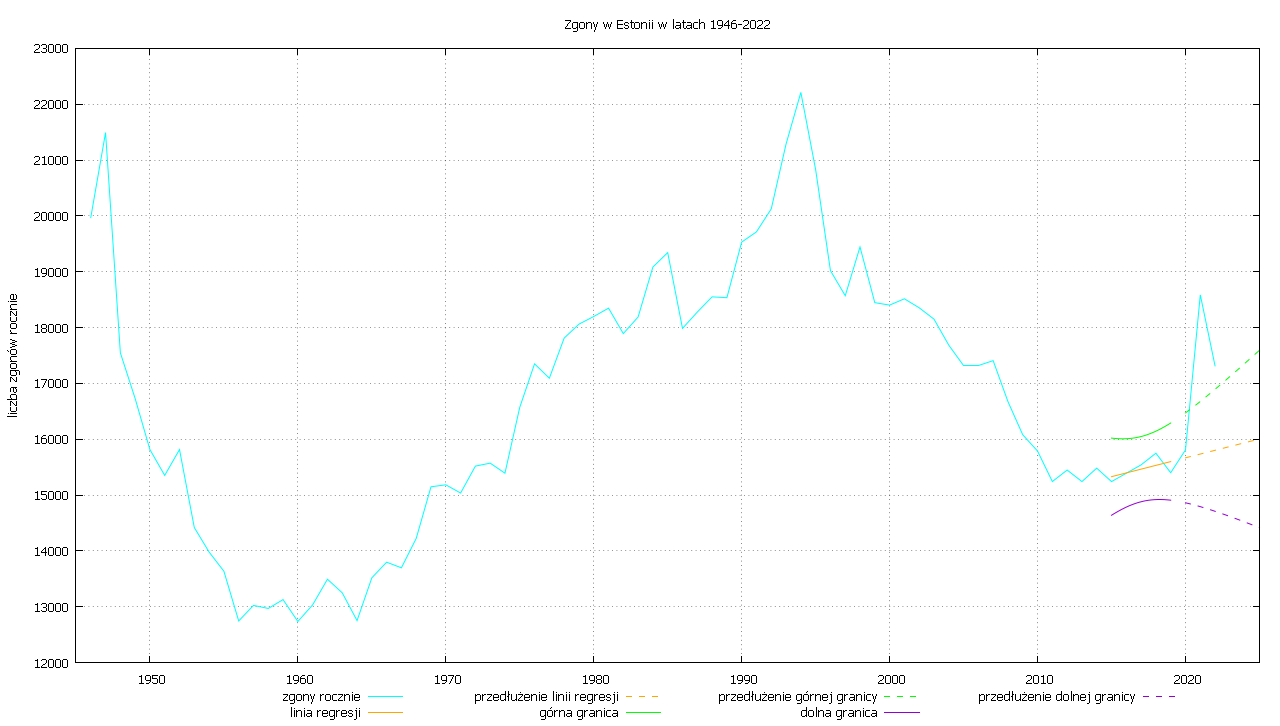 Zgony w Estonii w latach 1946-2022
23000
22000
21000
20000
19000
18000
17000
16000
15000
14000
13000
12000
liczba zgonów rocznie
1950 1960 1970 1980 1990 2000 2010 2020
zgony rocznie przedłużenie linii regresji przedłużenie górnej granicy przedłużenie dolnej granicy
linia regresji górna granica dolna granica